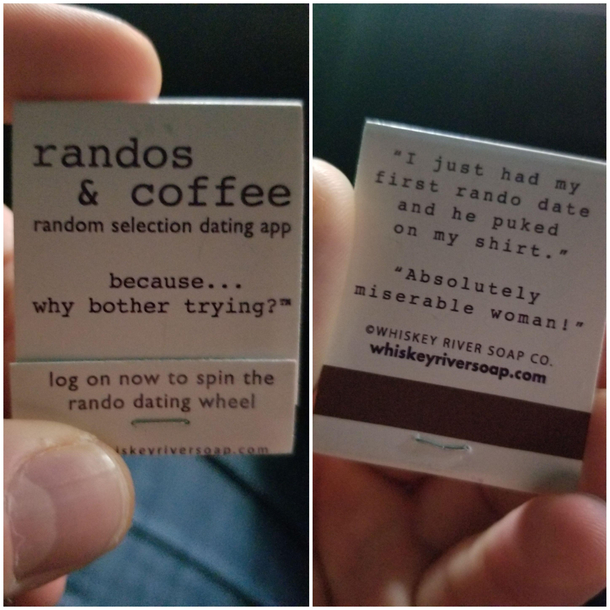 randos
& coffee
random selection dating app
because...
why bother trying?™
log on now to spin the
rando dating wheel
iskeyriversoap.com
"I just had my
first rando date
and he puked
on my shirt."
"Absolutely
miserable woman!"
©WHISKEY RIVER SOAP CO.
whiskeyriversoap.com